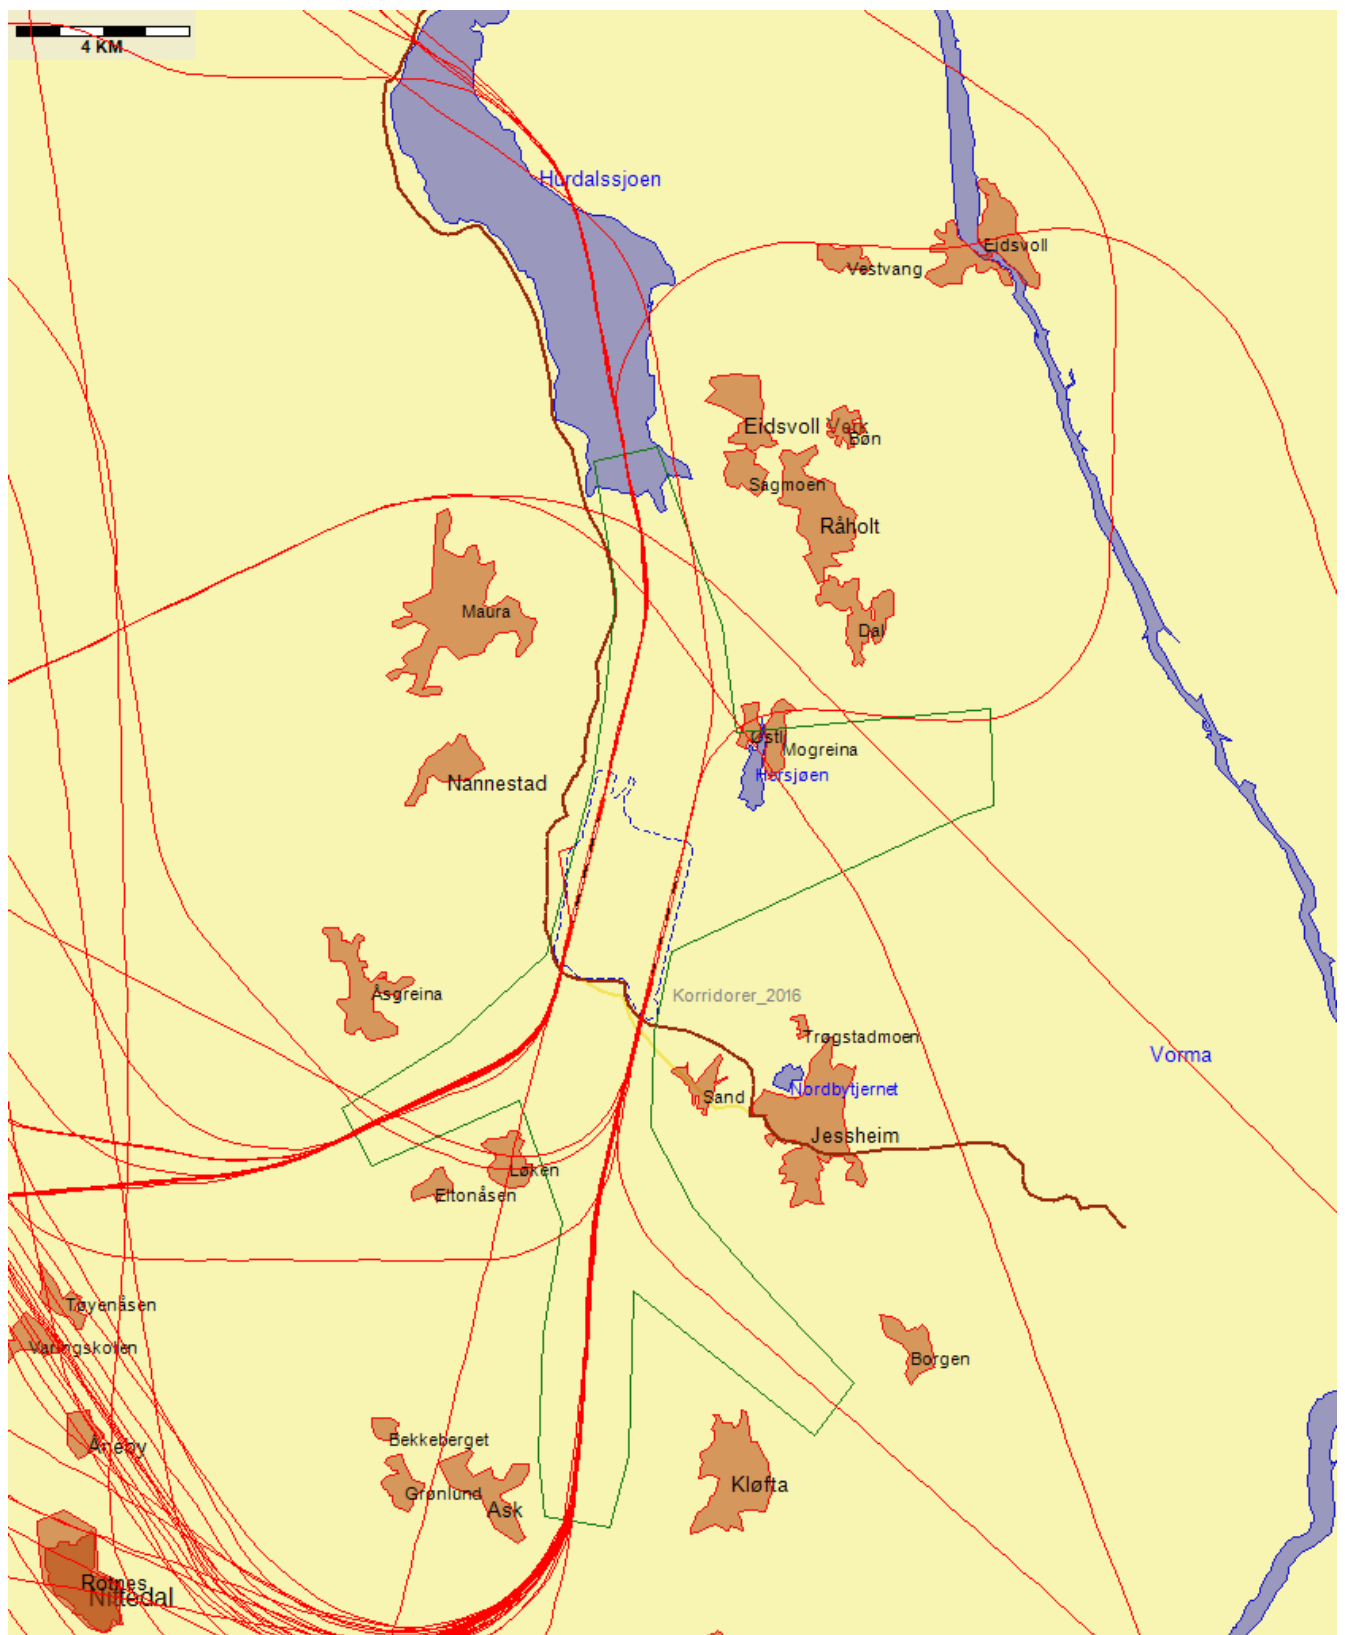 4 KM
Hurdalssjoen
Eidsvoll
Vestvang
Eidsvoll Verk
Bøn
Sagmoen
Råholt
Maura
Dal
Mogreina
Hersjøen
Nannestad
Åsgreina
Korridorer_2016
Trøgstadmoen
Vorma
Nordbytjernet
Sand
Jessheim
Løken
Eltonåsen
Tøyenåsen
Varingskollen
Borgen
Bekkeberget
Åneby
Kløfta
Grønlund
Ask
Rotnes
Nittedal